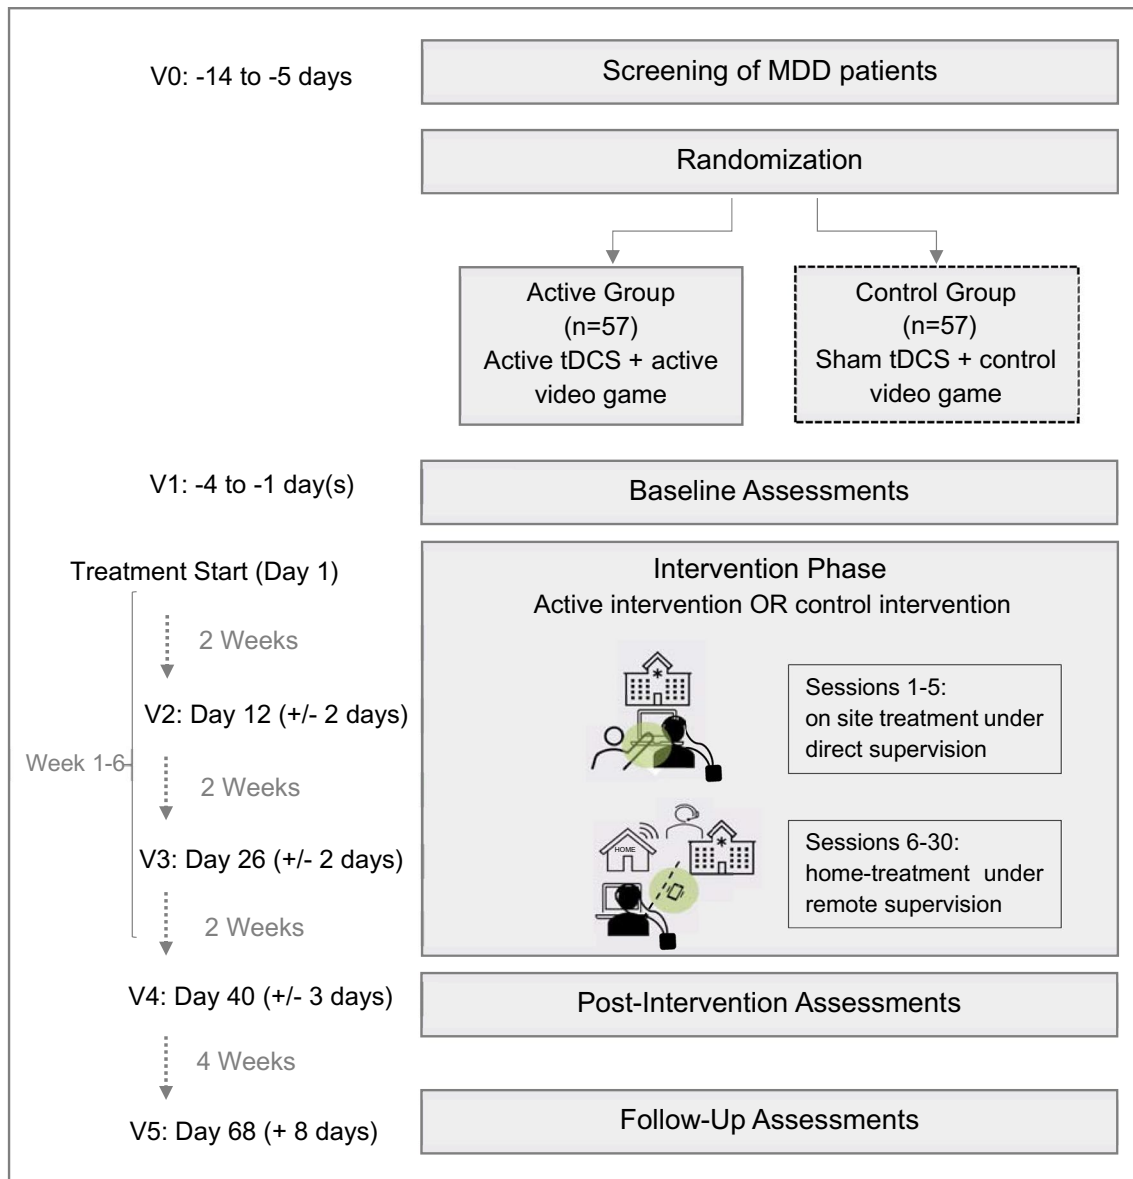 V0: -14 to -5 days
Screening of MDD patients
Randomization
Active Group
(n=57)
Active tDCS + active
video game
Control Group
(n=57)
Sham tDCS + control
video game
V1: -4 to -1 day(s)
Baseline Assessments
Treatment Start (Day 1)
2 Weeks
V2: Day 12 (+/- 2 days)
Week 1-6
2 Weeks
V3: Day 26 (+/- 2 days)
2 Weeks
Intervention Phase
Active intervention OR control intervention
Sessions 1-5:
on site treatment under
direct supervision
HOME
Sessions 6-30:
home-treatment under
remote supervision
V4: Day 40 (+/- 3 days)
Post-Intervention Assessments
4 Weeks
V5: Day 68 (+ 8 days)
Follow-Up Assessments